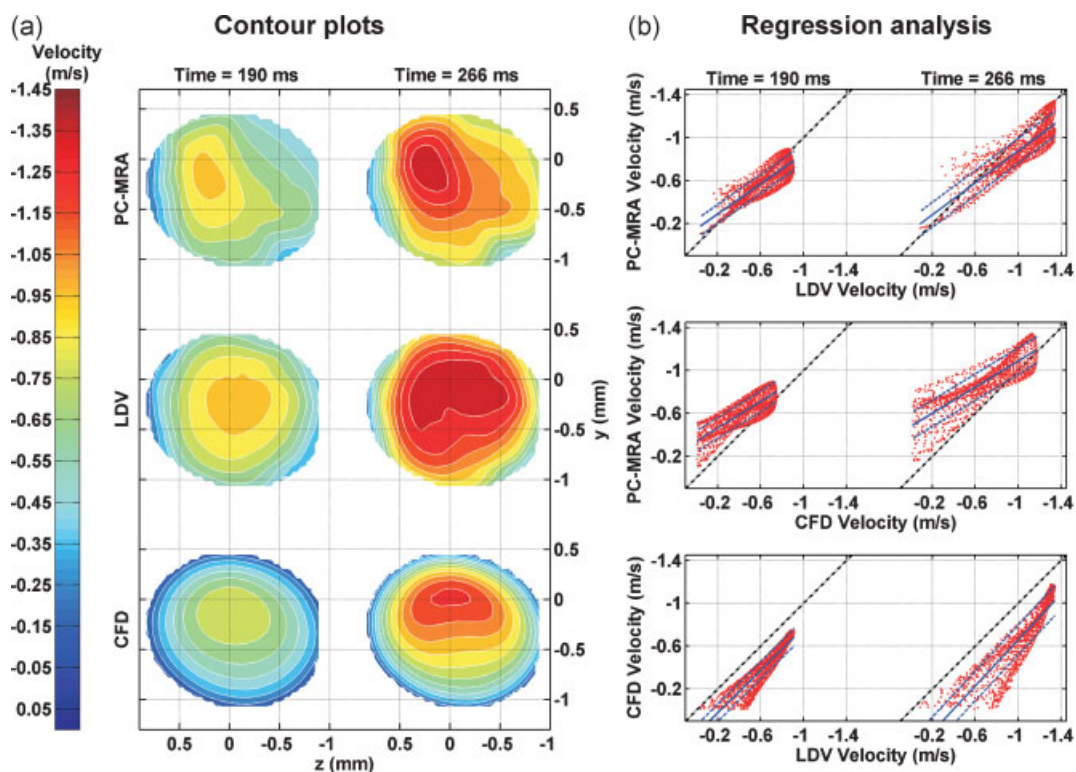 (a) Contour plots
Velocity
(m/s)
Time = 190 ms Time = 266 ms
-1.45
-1.35
-1.25
-1.15
-1.05
-0.95
-0.85
-0.75
-0.65
-0.55
-0.45
-0.35
-0.25
-0.15
-0.05
0.05
PC-MRA
LDV
CFD
0.5
0
-0.5
-1
0.5
0
-0.5
-1
0.5
0
-0.5
-1
y (mm)
0.5 0 -0.5 0.5 0 -0.5 -1
z (mm)
(b) Regression analysis
Time = 190 ms Time = 266 ms
PC-MRA Velocity (m/s)
-1.4
-1
-0.6
-0.2
-0.2 -0.6 -1 -1.4 -0.2 -0.6 -1 -1.4
LDV Velocity (m/s)
PC-MRA Velocity (m/s)
-1.4
-1
-0.6
-0.2
-0.2 -0.6 -1 -1.4 -0.2 -0.6 -1 -1.4
CFD Velocity (m/s)
CFD Velocity (m/s)
-1.4
-1
-0.6
-0.2
-0.2 -0.6 -1 -1.4 -0.2 -0.6 -1 -1.4
LDV Velocity (m/s)